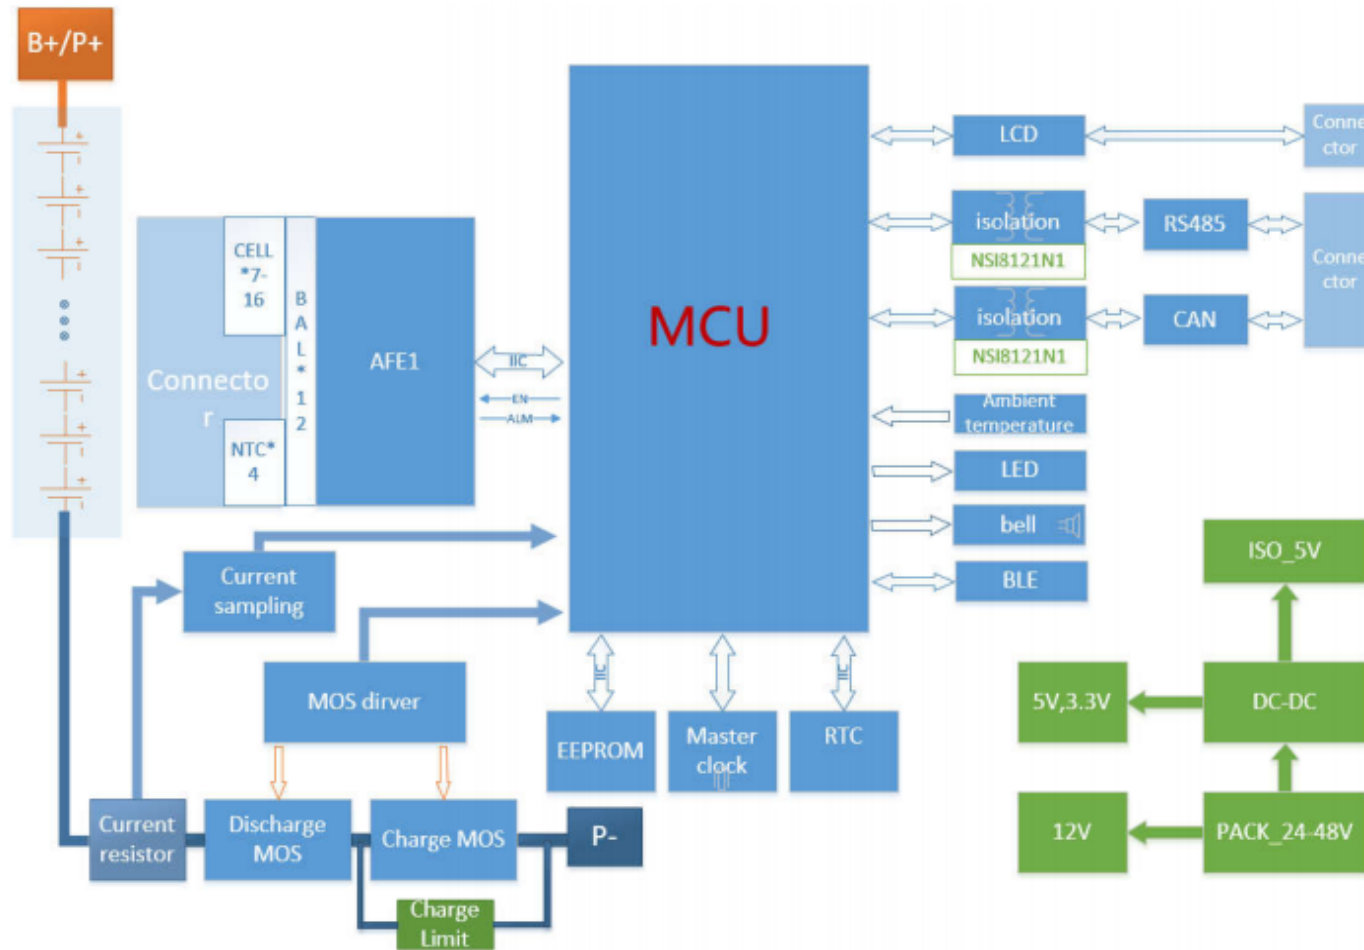 B+/P+
MCU
LCD
Conne
ctor
isolation
NSI8121N1
RS485
Conne
ctor
isolation
NSI8121N1
CAN
CELL
*7-
16
B
A
L
*
1
2
AFE1
Connecto
r
NTC*
4
IIC
EN
ALM
Ambient
temperature
LED
bell
BLE
Current
sampling
MOS dirver
IIC
IIC
EEPROM
Master
clock
RTC
Current
resistor
Discharge
MOS
Charge MOS
P-
Charge
Limit
ISO_5V
5V,3.3V
DC-DC
12V
PACK_24-48V